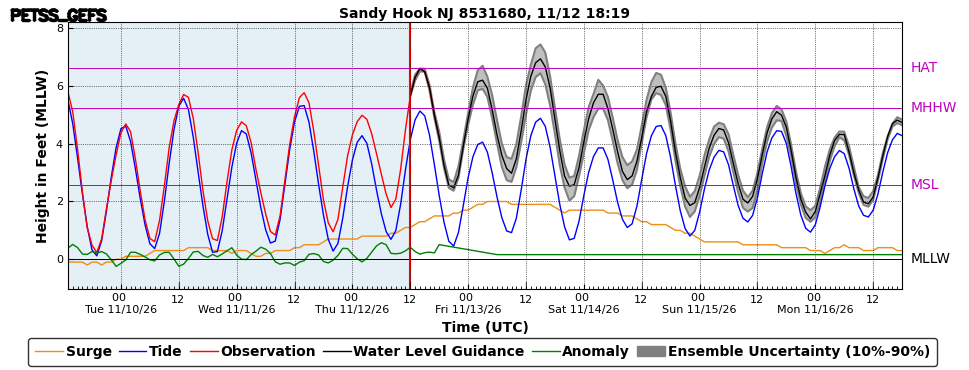 PETSS_GEFS
Sandy Hook NJ 8531680, 11/12 18:19
Height in Feet (MLLW)
8
6
4
2
0
HAT
MHHW
MSL
MLLW
00 12 00 12 00 12 00 12 00 12 00 12 00 12
Tue 11/10/26 Wed 11/11/26 Thu 11/12/26 Fri 11/13/26 Sat 11/14/26 Sun 11/15/26 Mon 11/16/26
Time (UTC)
Surge Tide Observation Water Level Guidance Anomaly Ensemble Uncertainty (10%-90%)